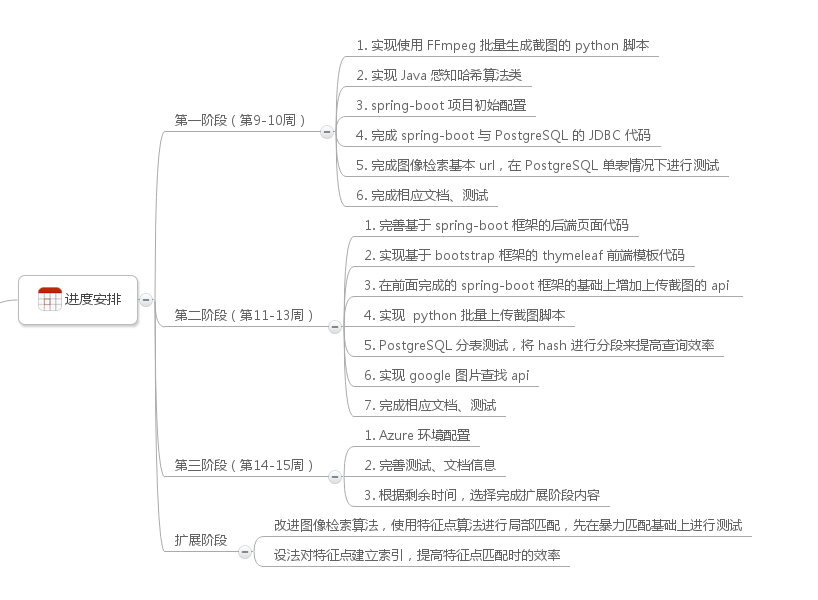 进度安排
第一阶段（第9-10周）
1. 实现使用 FFmpeg 批量生成截图的 python 脚本
2. 实现 Java 感知哈希算法类
3. spring-boot 项目初始配置
4. 完成 spring-boot 与 PostgreSQL 的 JDBC 代码
5. 完成图像检索基本 url，在 PostgreSQL 单表情况下进行测试
6. 完成相应文档、测试
第二阶段（第11-13周）
1. 完善基于 spring-boot 框架的后端页面代码
2. 实现基于 bootstrap 框架的 thymeleaf 前端模板代码
3. 在前面完成的 spring-boot 框架的基础上增加上传截图的 api
4. 实现 python 批量上传截图脚本
5. PostgreSQL 分表测试，将 hash 进行分段来提高查询效率
6. 实现 google 图片查找 api
7. 完成相应文档、测试
第三阶段（第14-15周）
1. Azure 环境配置
2. 完善测试、文档信息
3. 根据剩余时间，选择完成扩展阶段内容
扩展阶段
改进图像检索算法，使用特征点算法进行局部匹配，先在暴力匹配基础上进行测试
设法对特征点建立索引，提高特征点匹配时的效率